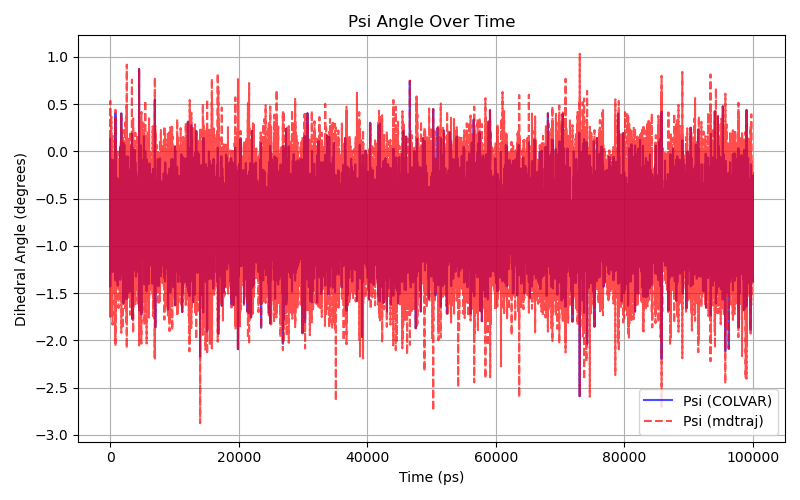 Psi Angle Over Time
Dihedral Angle (degrees)
1.0
0.5
0.0
−0.5
−1.0
−1.5
−2.0
−2.5
−3.0
Psi (COLVAR)
Psi (mdtraj)
0 20000 40000 60000 80000 100000
Time (ps)